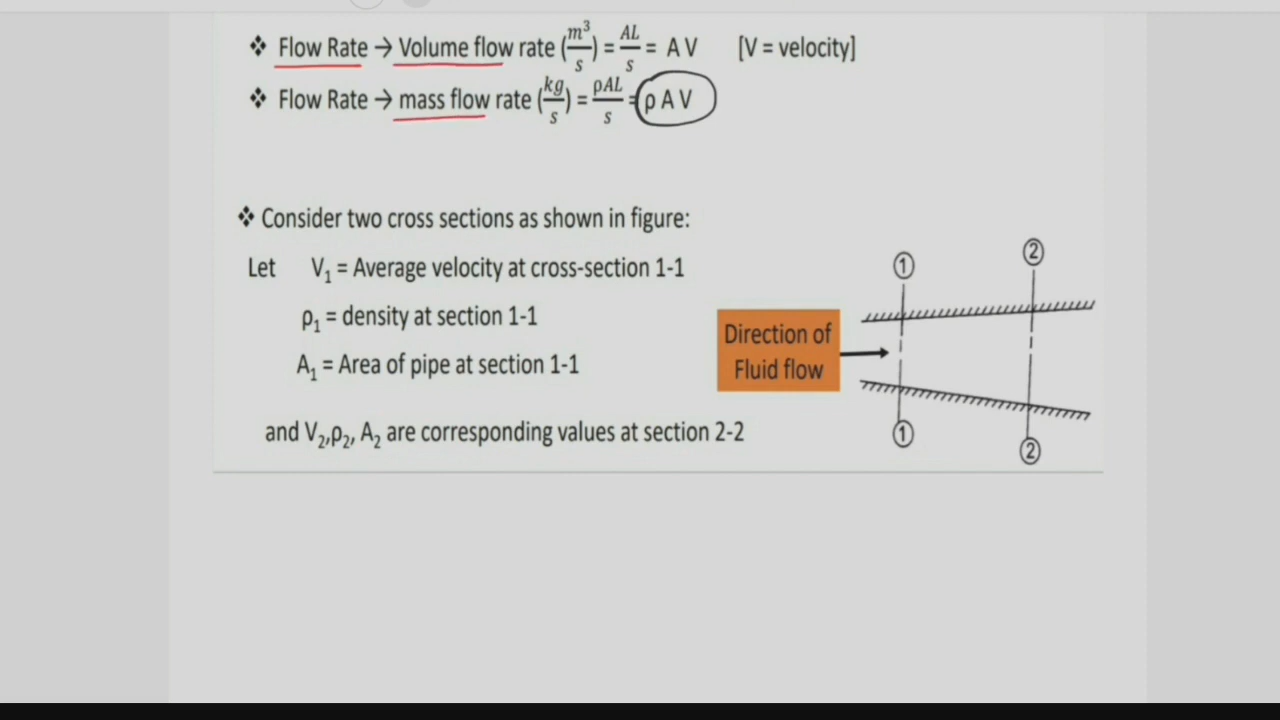 ❖ Flow Rate → Volume flow rate (m³/s) = AL/s = A V [V = velocity]
❖ Flow Rate → mass flow rate (kg/s) = ρAL/s = ρ A V
❖ Consider two cross sections as shown in figure:
Let V₁ = Average velocity at cross-section 1-1
ρ₁ = density at section 1-1
A₁ = Area of pipe at section 1-1
and V₂,ρ₂, A₂ are corresponding values at section 2-2
Direction of
Fluid flow
① ②
① ②